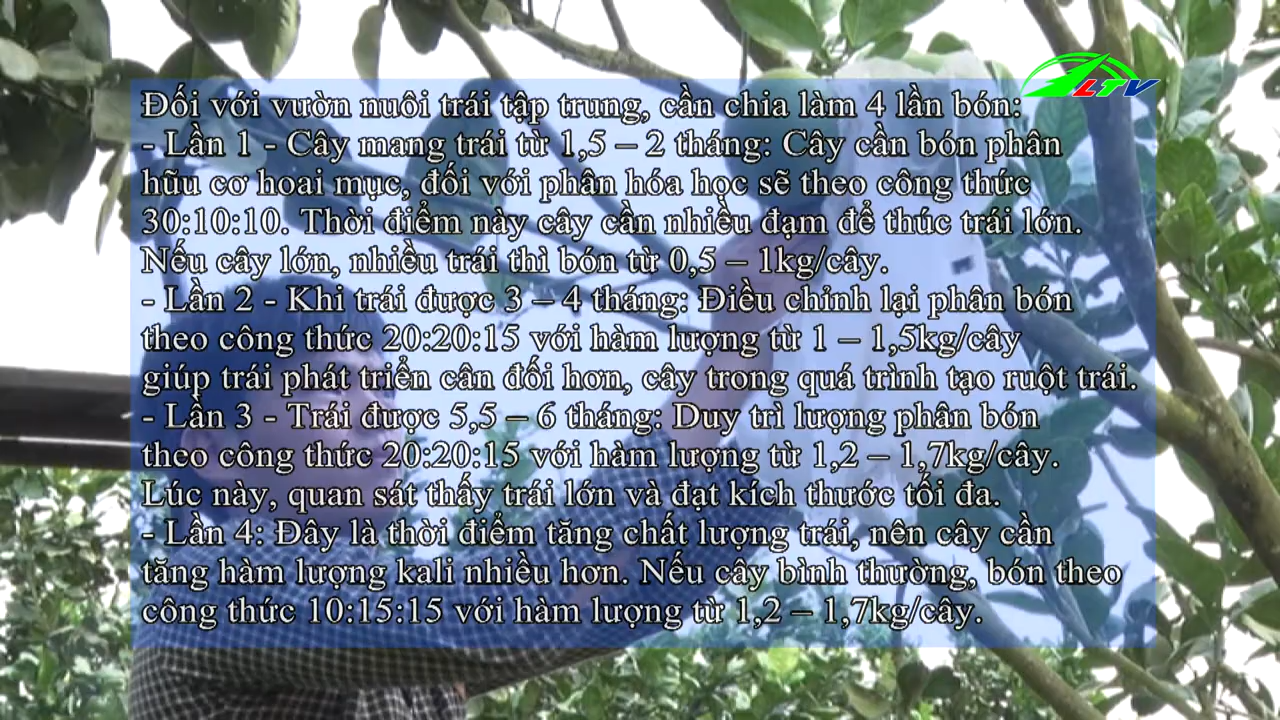 LTV
Đối với vườn nuôi trái tập trung, cần chia làm 4 lần bón:
- Lần 1 - Cây mang trái từ 1,5 – 2 tháng: Cây cần bón phân
hữu cơ hoai mục, đối với phân hóa học sẽ theo công thức
30:10:10. Thời điểm này cây cần nhiều đạm để thúc trái lớn.
Nếu cây lớn, nhiều trái thì bón từ 0,5 – 1kg/cây.
- Lần 2 - Khi trái được 3 – 4 tháng: Điều chỉnh lại phân bón
theo công thức 20:20:15 với hàm lượng từ 1 – 1,5kg/cây
giúp trái phát triển cân đối hơn, cây trong quá trình tạo ruột trái.
- Lần 3 - Trái được 5,5 – 6 tháng: Duy trì lượng phân bón
theo công thức 20:20:15 với hàm lượng từ 1,2 – 1,7kg/cây.
Lúc này, quan sát thấy trái lớn và đạt kích thước tối đa.
- Lần 4: Đây là thời điểm tăng chất lượng trái, nên cây cần
tăng hàm lượng kali nhiều hơn. Nếu cây bình thường, bón theo
công thức 10:15:15 với hàm lượng từ 1,2 – 1,7kg/cây.